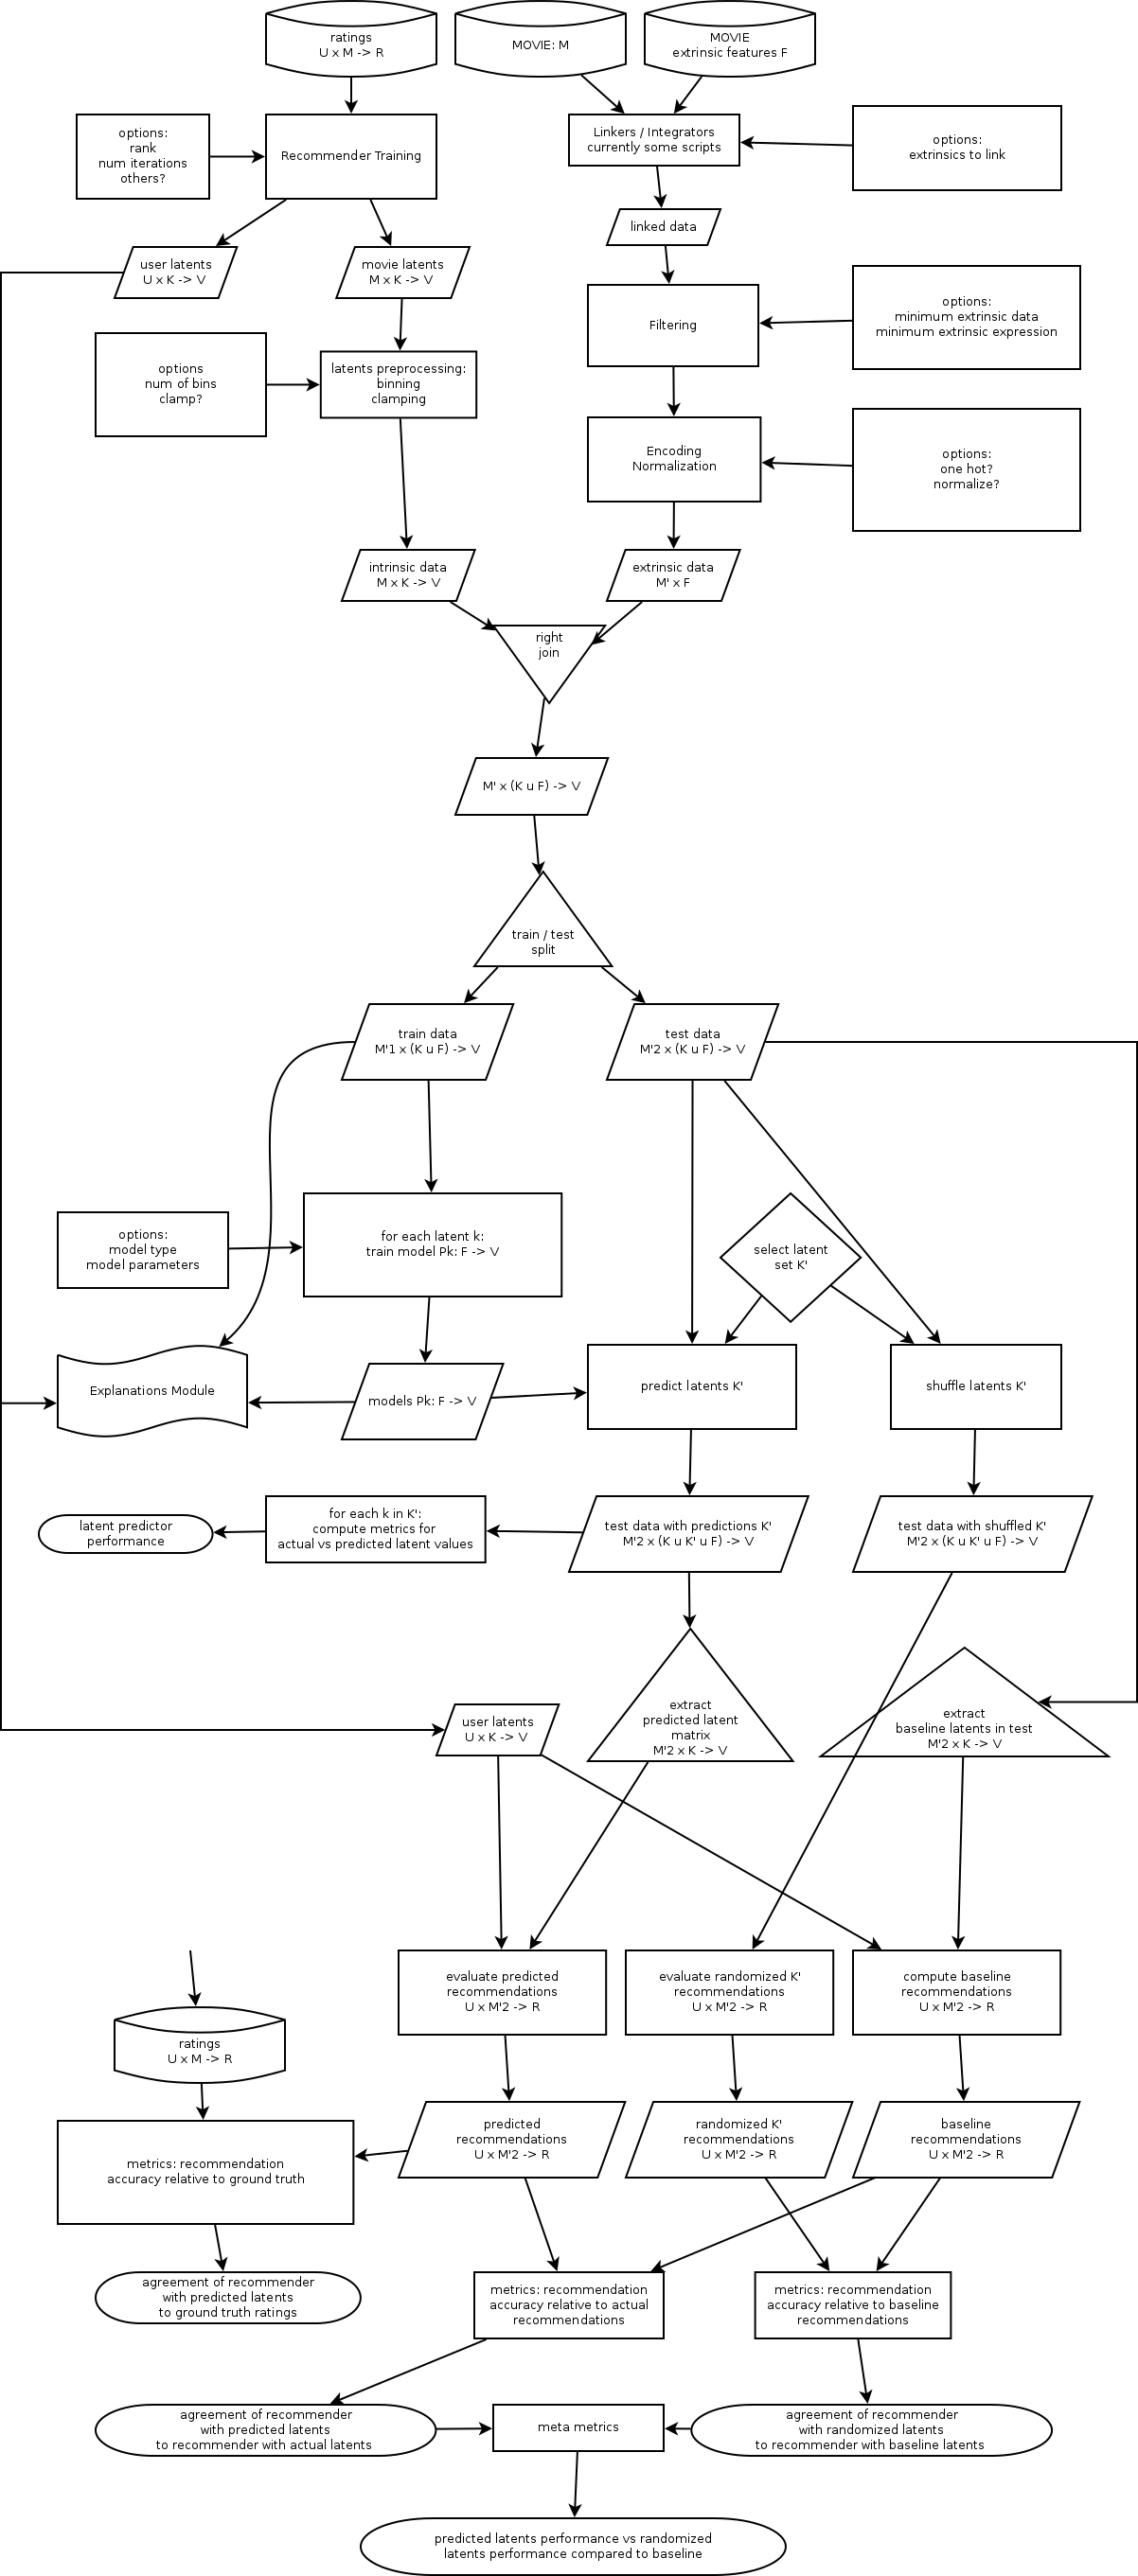 ratings
U x M -> R
MOVIE: M
MOVIE
extrinsic features F
options:
rank
num iterations
others?
Recommender Training
Linkers / Integrators
currently some scripts
options:
extrinsics to link
linked data
user latents
U x K -> V
movie latents
M x K -> V
Filtering
options:
minimum extrinsic data
minimum extrinsic expression
options
num of bins
clamp?
latents preprocessing:
binning
clamping
Encoding
Normalization
options:
one hot?
normalize?
intrinsic data
M x K -> V
extrinsic data
M' x F
right
join
M' x (K u F) -> V
train / test
split
train data
M'1 x (K u F) -> V
test data
M'2 x (K u F) -> V
options:
model type
model parameters
for each latent k:
train model Pk: F -> V
select latent
set K'
Explanations Module
models Pk: F -> V
predict latents K'
shuffle latents K'
latent predictor
performance
for each k in K':
compute metrics for
actual vs predicted latent values
test data with predictions K'
M'2 x (K u K' u F) -> V
test data with shuffled K'
M'2 x (K u K' u F) -> V
user latents
U x K -> V
extract
predicted latent
matrix
M'2 x K -> V
extract
baseline latents in test
M'2 x K -> V
evaluate predicted
recommendations
U x M'2 -> R
evaluate randomized K'
recommendations
U x M'2 -> R
compute baseline
recommendations
U x M'2 -> R
ratings
U x M -> R
metrics: recommendation
accuracy relative to ground truth
predicted
recommendations
U x M'2 -> R
randomized K'
recommendations
U x M'2 -> R
baseline
recommendations
U x M'2 -> R
agreement of recommender
with predicted latents
to ground truth ratings
metrics: recommendation
accuracy relative to actual
recommendations
metrics: recommendation
accuracy relative to baseline
recommendations
agreement of recommender
with predicted latents
to recommender with actual latents
meta metrics
agreement of recommender
with randomized latents
to recommender with baseline latents
predicted latents performance vs randomized
latents performance compared to baseline